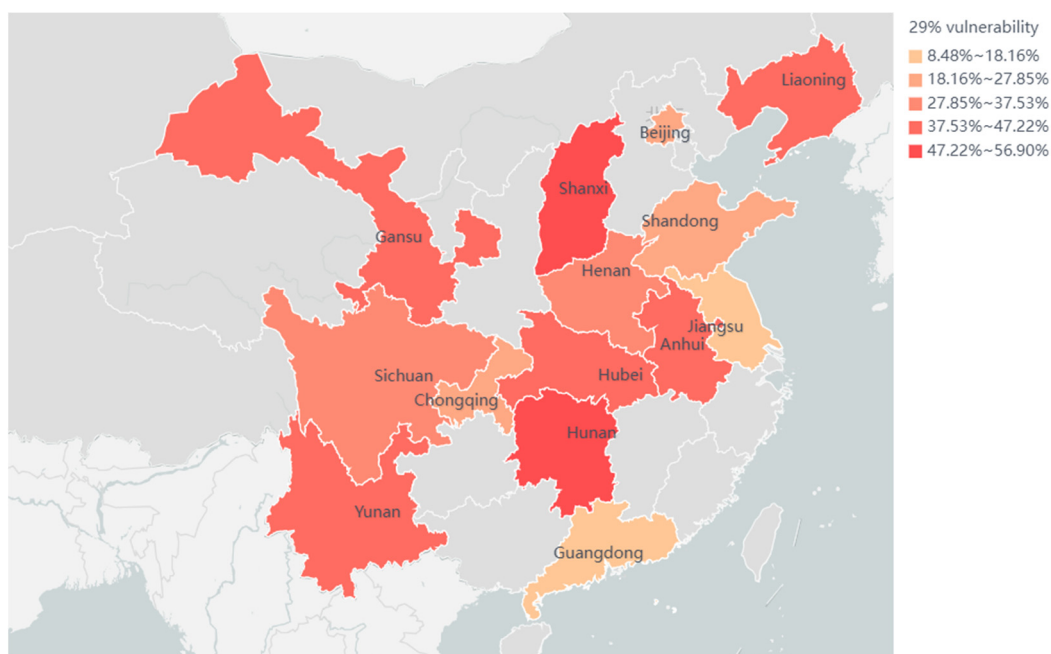 29% vulnerability
8.48%~18.16%
18.16%~27.85%
27.85%~37.53%
37.53%~47.22%
47.22%~56.90%
Liaoning
Beijing
Shanxi
Shandong
Gansu
Henan
Jiangsu
Anhui
Sichuan
Hubei
Chongqing
Hunan
Yunan
Guangdong